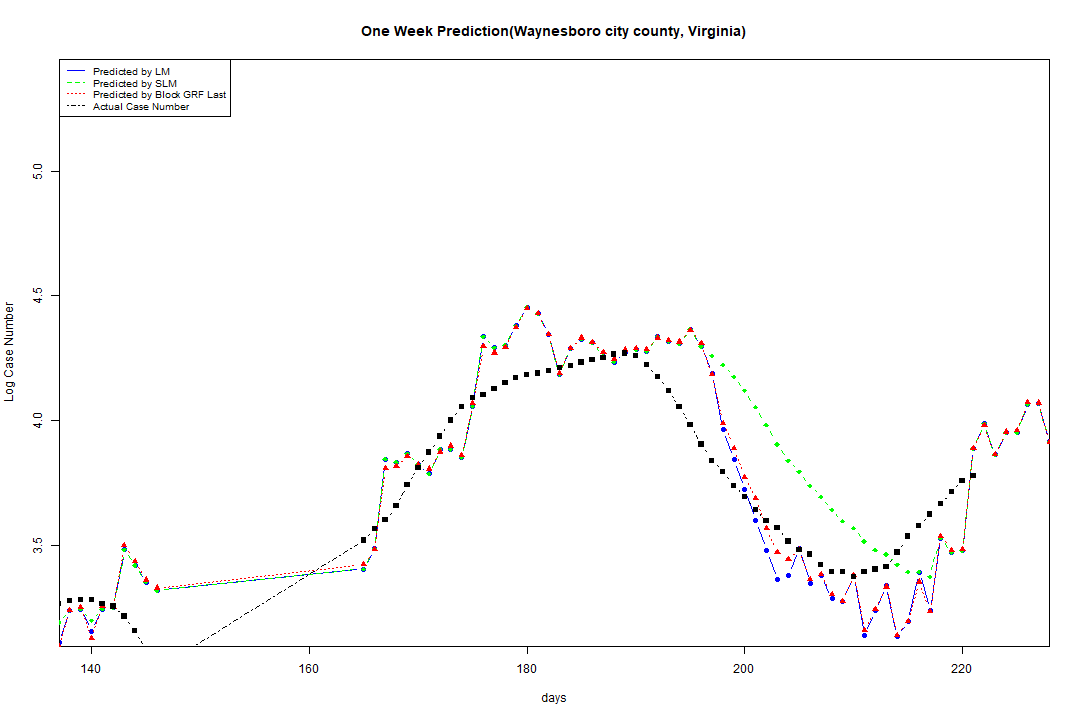 One Week Prediction(Waynesboro city county, Virginia)
Predicted by LM
Predicted by SLM
Predicted by Block GRF Last
Actual Case Number
5.0
4.5
4.0
3.5
Log Case Number
140 160 180 200 220
days